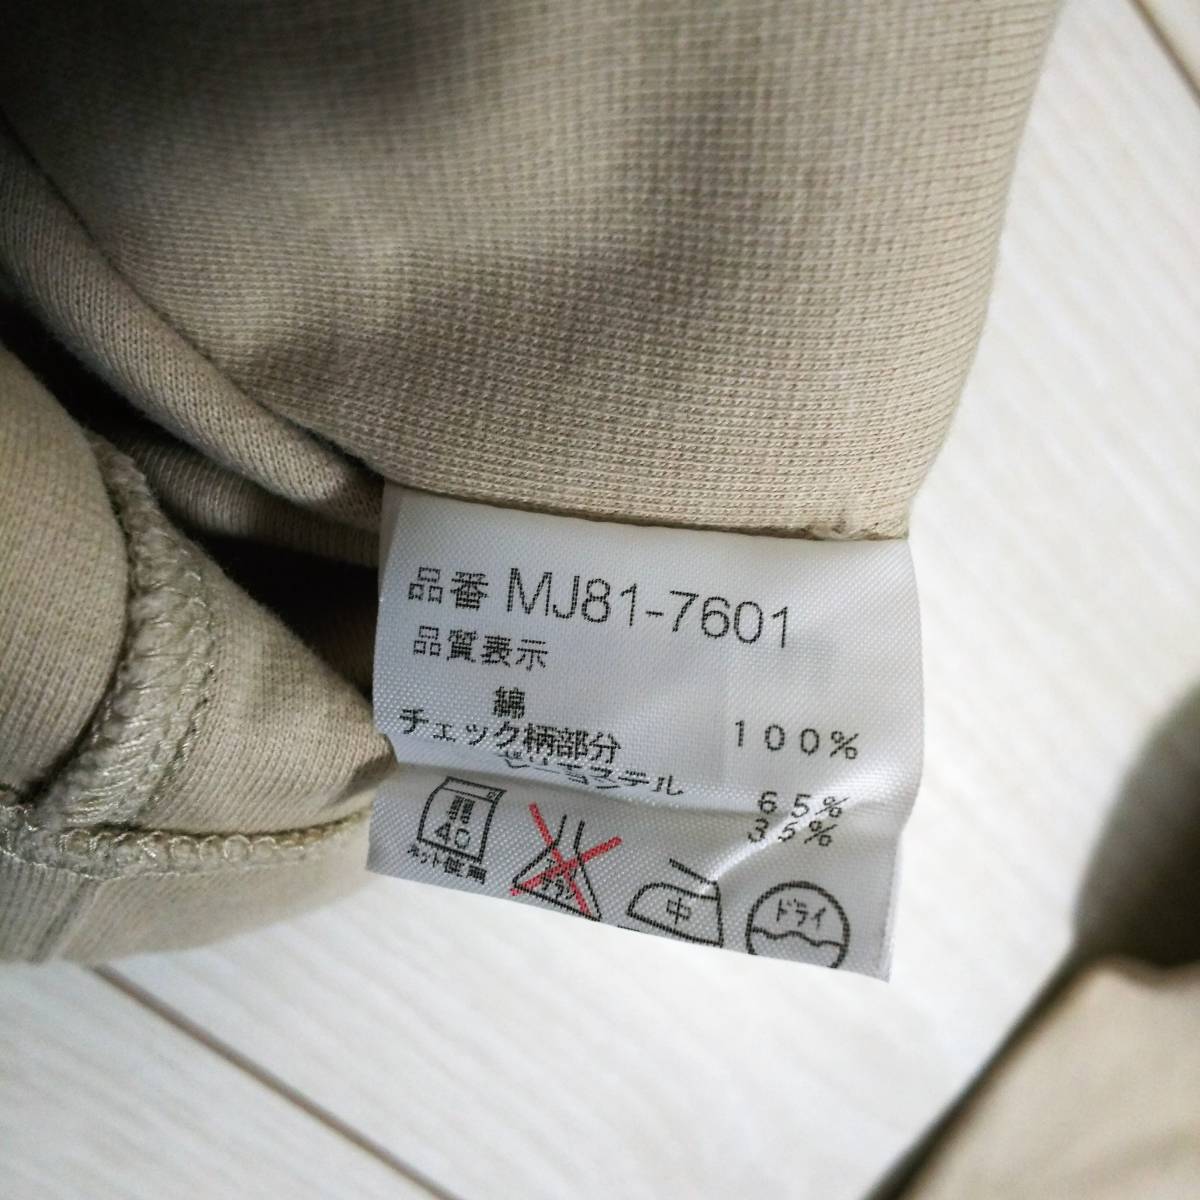 品番 MJ81-7601
品質表示
綿 100%
チェック柄部分
65%
35%
40
ネット使用
中
ドライ